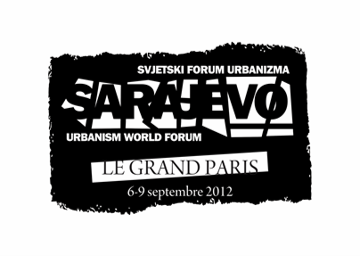 SVJETSKI FORUM URBANIZMA
SARAJEVO
URBANISM WORLD FORUM
LE GRAND PARIS
6-9 septembre 2012